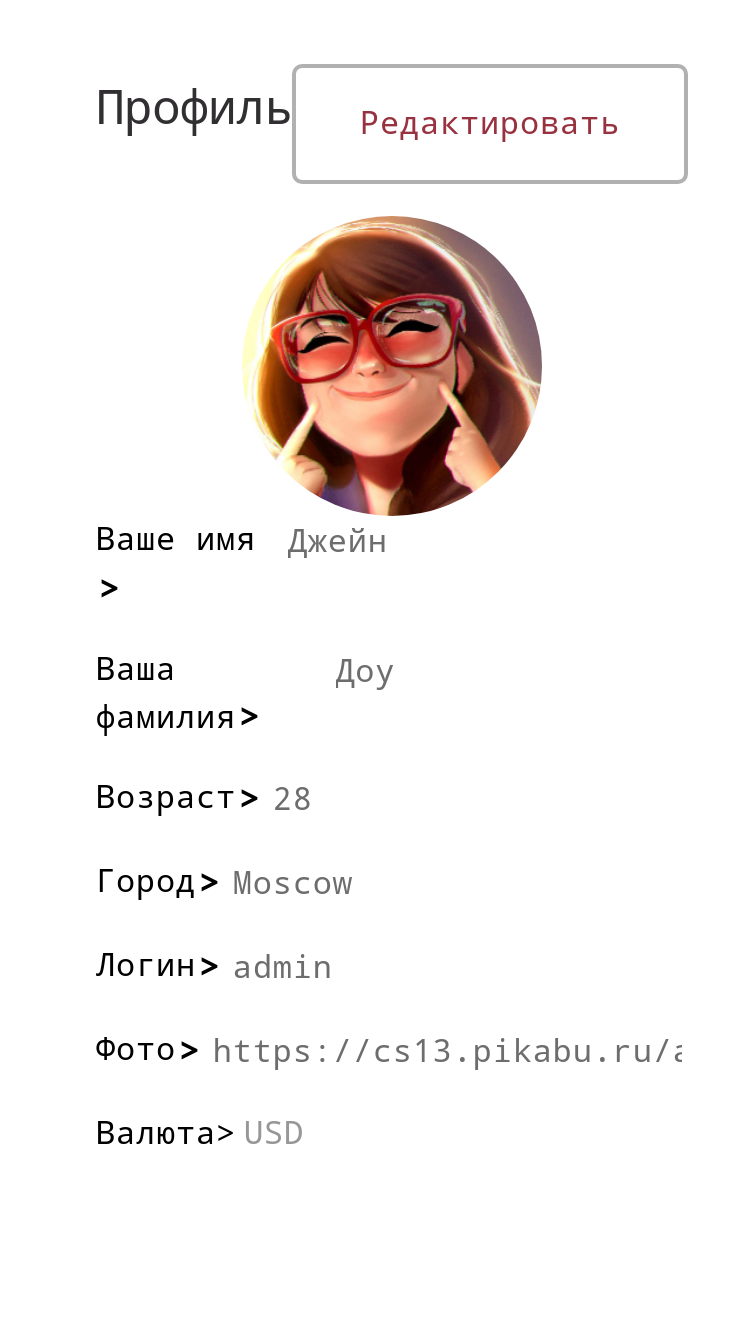 Профиль Редактировать
Ваше имя Джейн
>
Ваша Доу
фамилия>
Возраст> 28
Город> Moscow
Логин> admin
Фото> https://cs13.pikabu.ru/a
Валюта> USD